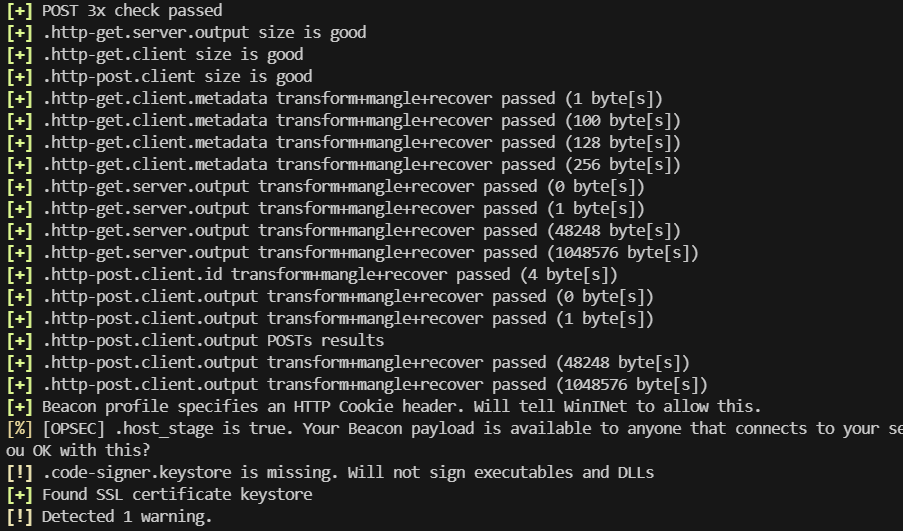 [+] POST 3x check passed
[+] .http-get.server.output size is good
[+] .http-get.client size is good
[+] .http-post.client size is good
[+] .http-get.client.metadata transform+mangle+recover passed (1 byte[s])
[+] .http-get.client.metadata transform+mangle+recover passed (100 byte[s])
[+] .http-get.client.metadata transform+mangle+recover passed (128 byte[s])
[+] .http-get.client.metadata transform+mangle+recover passed (256 byte[s])
[+] .http-get.server.output transform+mangle+recover passed (0 byte[s])
[+] .http-get.server.output transform+mangle+recover passed (1 byte[s])
[+] .http-get.server.output transform+mangle+recover passed (48248 byte[s])
[+] .http-get.server.output transform+mangle+recover passed (1048576 byte[s])
[+] .http-post.client.id transform+mangle+recover passed (4 byte[s])
[+] .http-post.client.output transform+mangle+recover passed (0 byte[s])
[+] .http-post.client.output transform+mangle+recover passed (1 byte[s])
[+] .http-post.client.output POSTs results
[+] .http-post.client.output transform+mangle+recover passed (48248 byte[s])
[+] .http-post.client.output transform+mangle+recover passed (1048576 byte[s])
[+] Beacon profile specifies an HTTP Cookie header. Will tell WinINet to allow this.
[%] [OPSEC] .host_stage is true. Your Beacon payload is available to anyone that connects to your se
ou OK with this?
[!] .code-signer.keystore is missing. Will not sign executables and DLLs
[+] Found SSL certificate keystore
[!] Detected 1 warning.